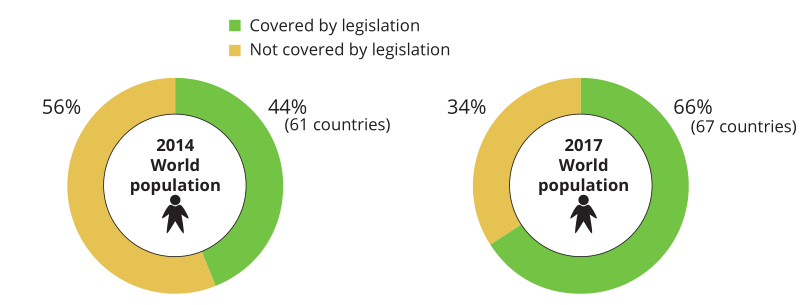 Covered by legislation
Not covered by legislation
56%
44%
(61 countries)
2014
World
population
34%
66%
(67 countries)
2017
World
population